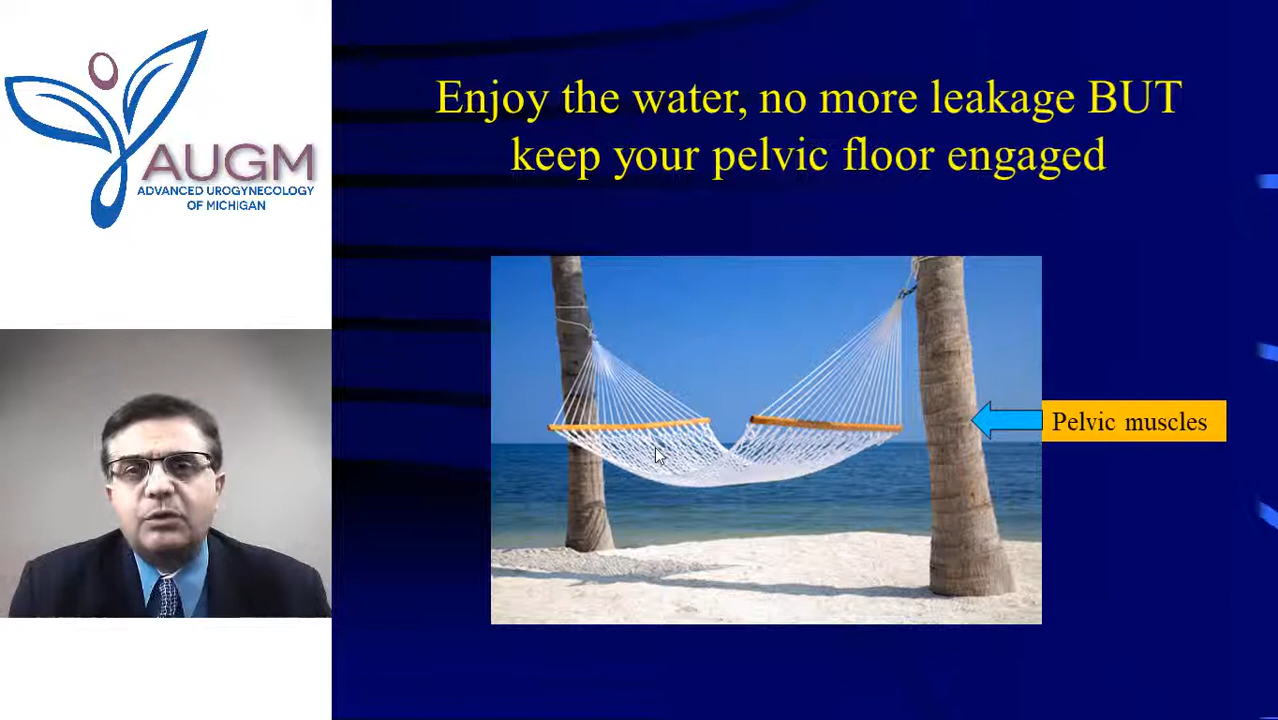 AUGM
ADVANCED UROGYNECOLOGY
OF MICHIGAN
Enjoy the water, no more leakage BUT
keep your pelvic floor engaged
Pelvic muscles